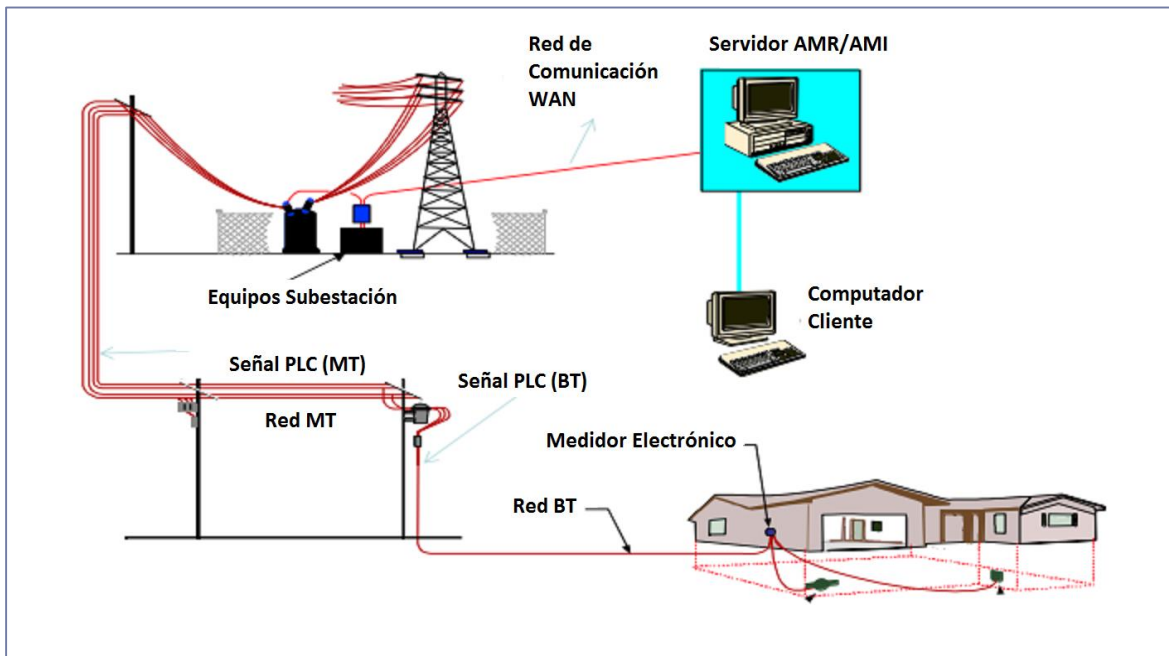 Red de
Comunicación
WAN
Servidor AMR/AMI
Equipos Subestación
Computador
Cliente
Señal PLC (MT)
Señal PLC (BT)
Red MT
Medidor Electrónico
Red BT